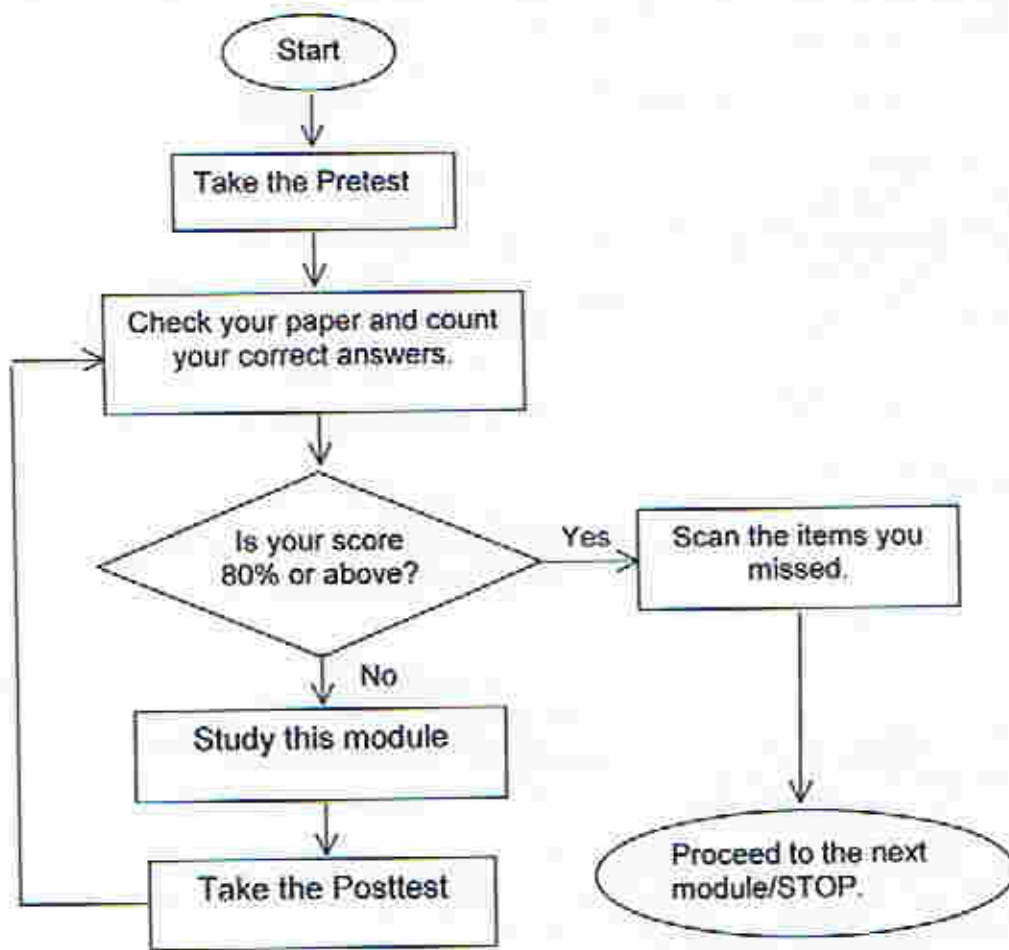 Start
Take the Pretest
Check your paper and count
your correct answers.
Is your score
80% or above?
Yes
Scan the items you
missed.
No
Study this module
Take the Posttest
Proceed to the next
module/STOP.